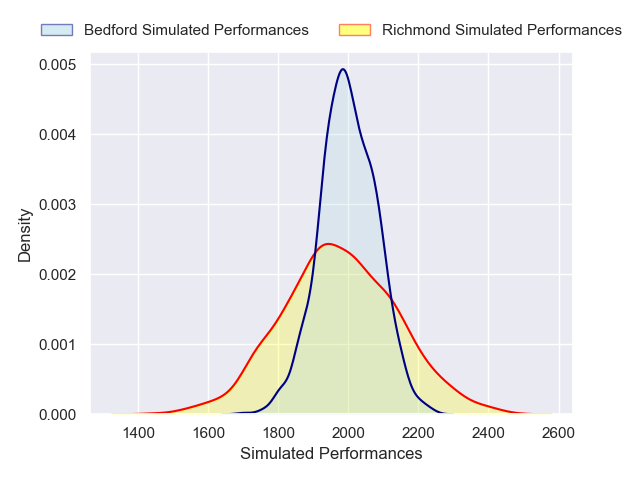 Bedford Simulated Performances Richmond Simulated Performances
0.005
0.004
0.003
0.002
0.001
0.000
Density
1400 1600 1800 2000 2200 2400 2600
Simulated Performances